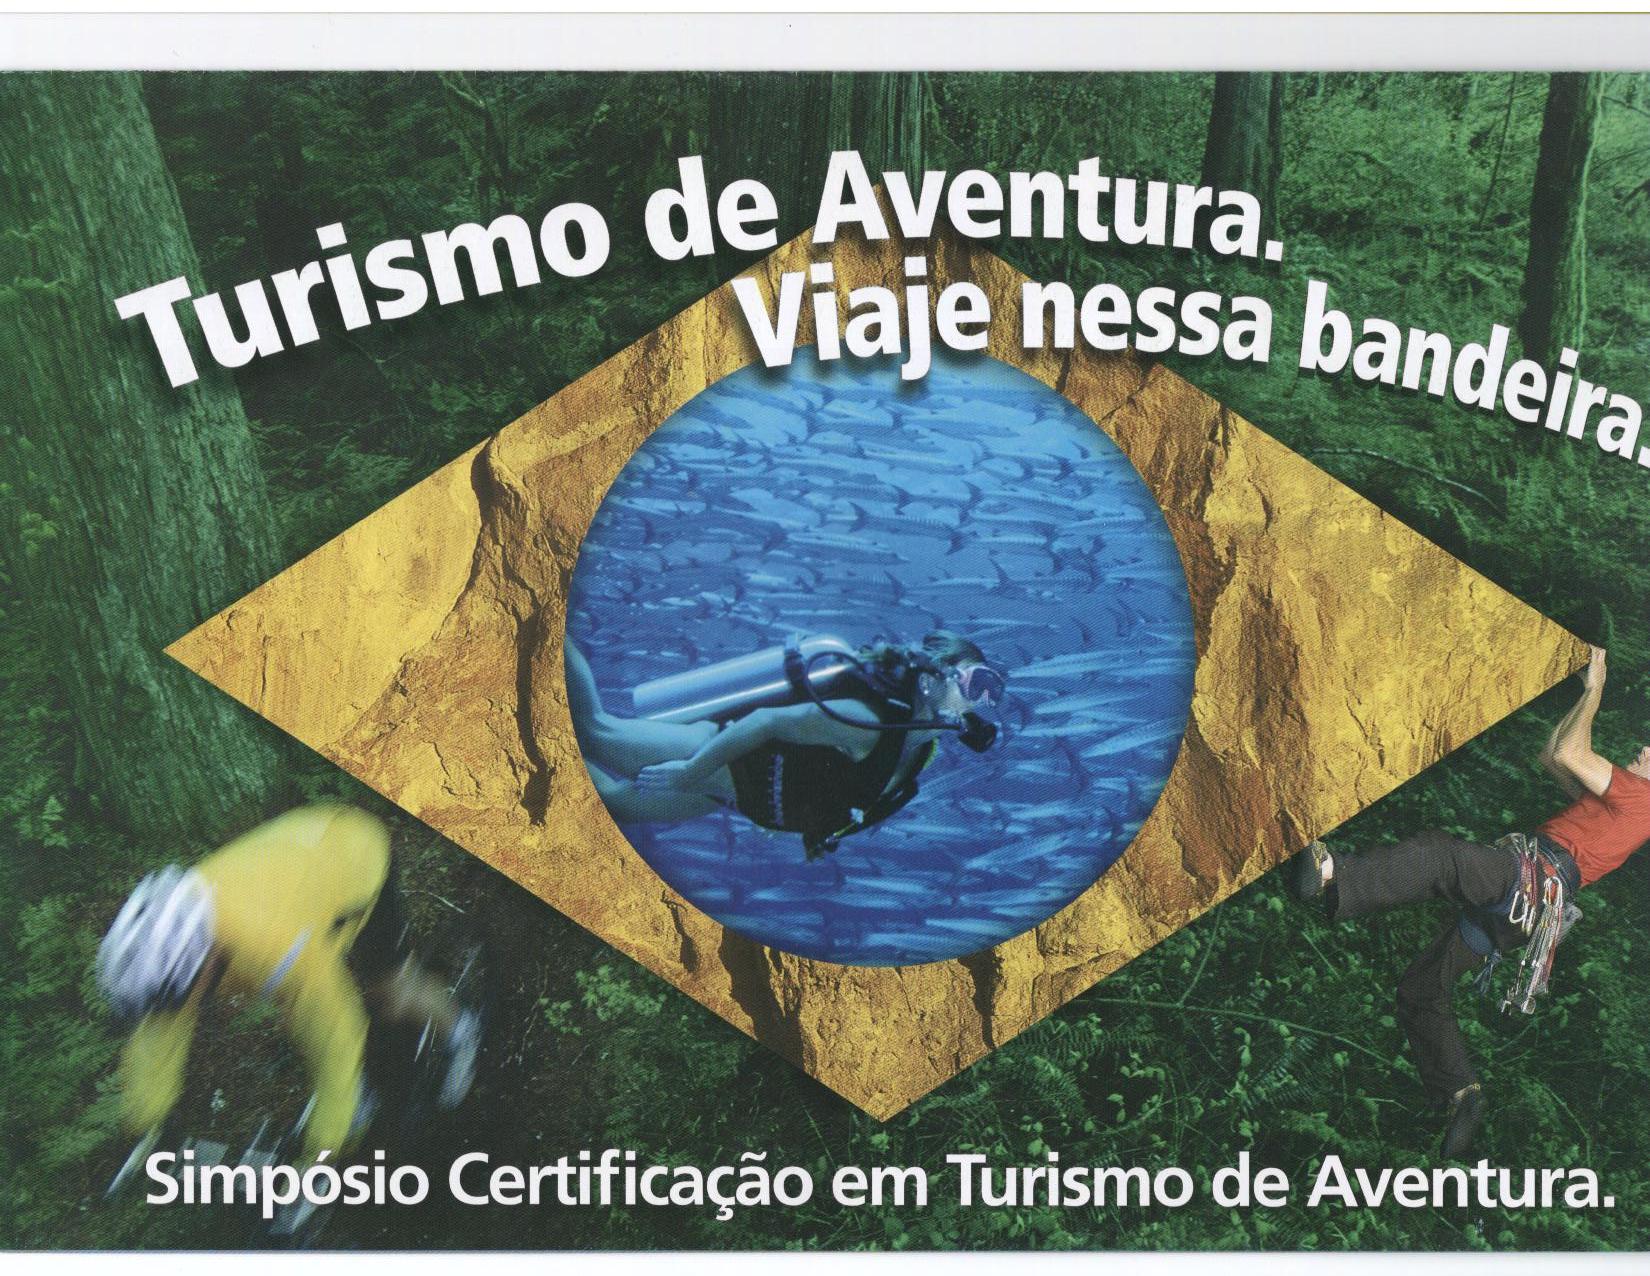 Turismo de Aventura.
Viaje nessa bandeira.
Simpósio Certificação em Turismo de Aventura.